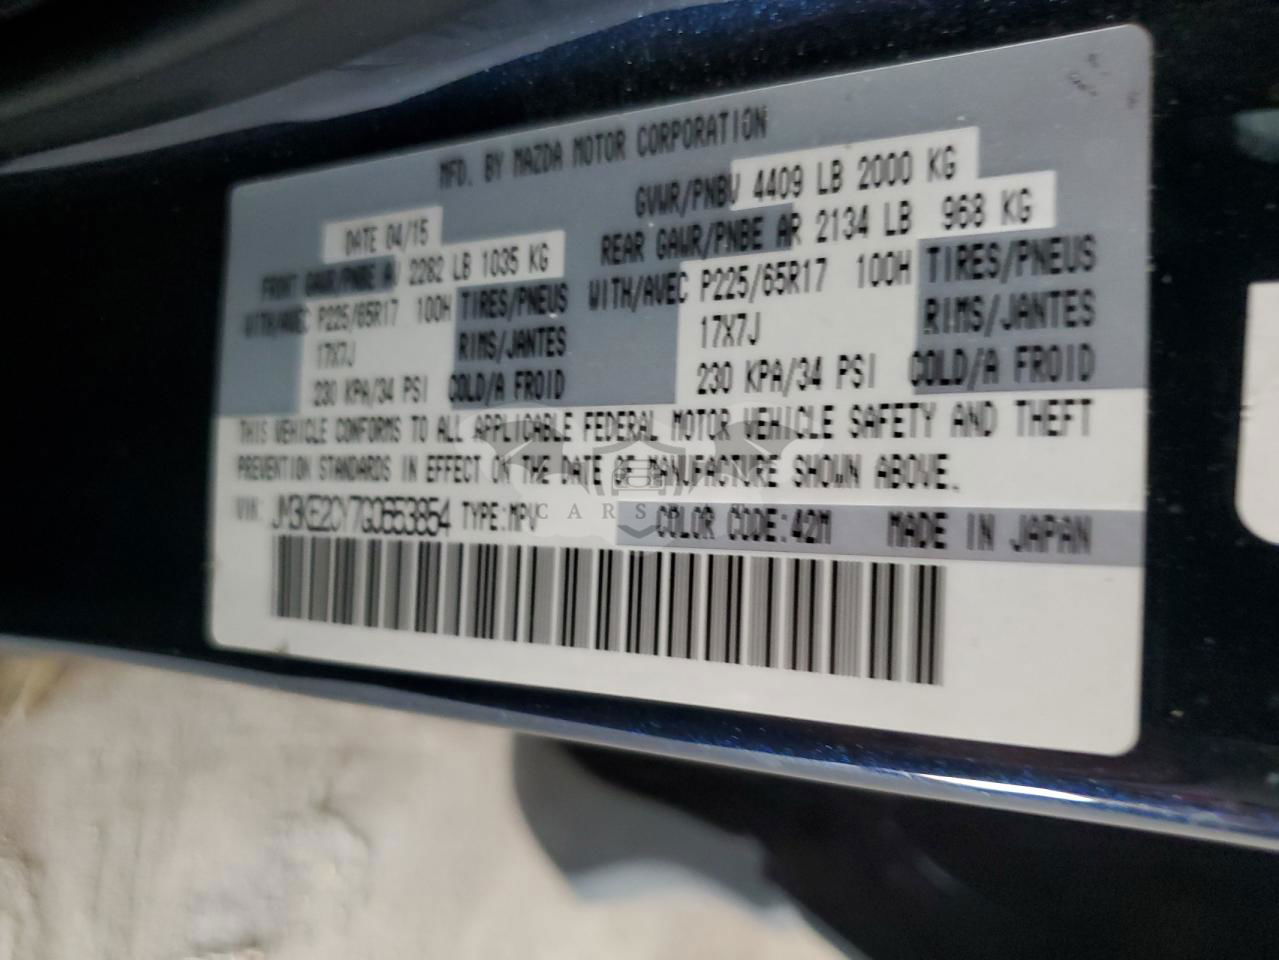 MFD. BY MAZDA MOTOR CORPORATION
DATE 04/15
GVWR/PNBV 4409 LB 2000 KG
FRONT GAWR/PNBE AV 2282 LB 1035 KG
REAR GAWR/PNBE AR 2134 LB 968 KG
WITH/AVEC P225/65R17 100H TIRES/PNEUS
WITH/AVEC P225/65R17 100H TIRES/PNEUS
17X7J RIMS/JANTES
17X7J RIMS/JANTES
230 KPA/34 PSI COLD/A FROID
230 KPA/34 PSI COLD/A FROID
THIS VEHICLE CONFORMS TO ALL APPLICABLE FEDERAL MOTOR VEHICLE SAFETY AND THEFT
PREVENTION STANDARDS IN EFFECT ON THE DATE OF MANUFACTURE SHOWN ABOVE.
VIN: JM3KE2CY7G0653854 TYPE:MPV COLOR CODE:42M MADE IN JAPAN